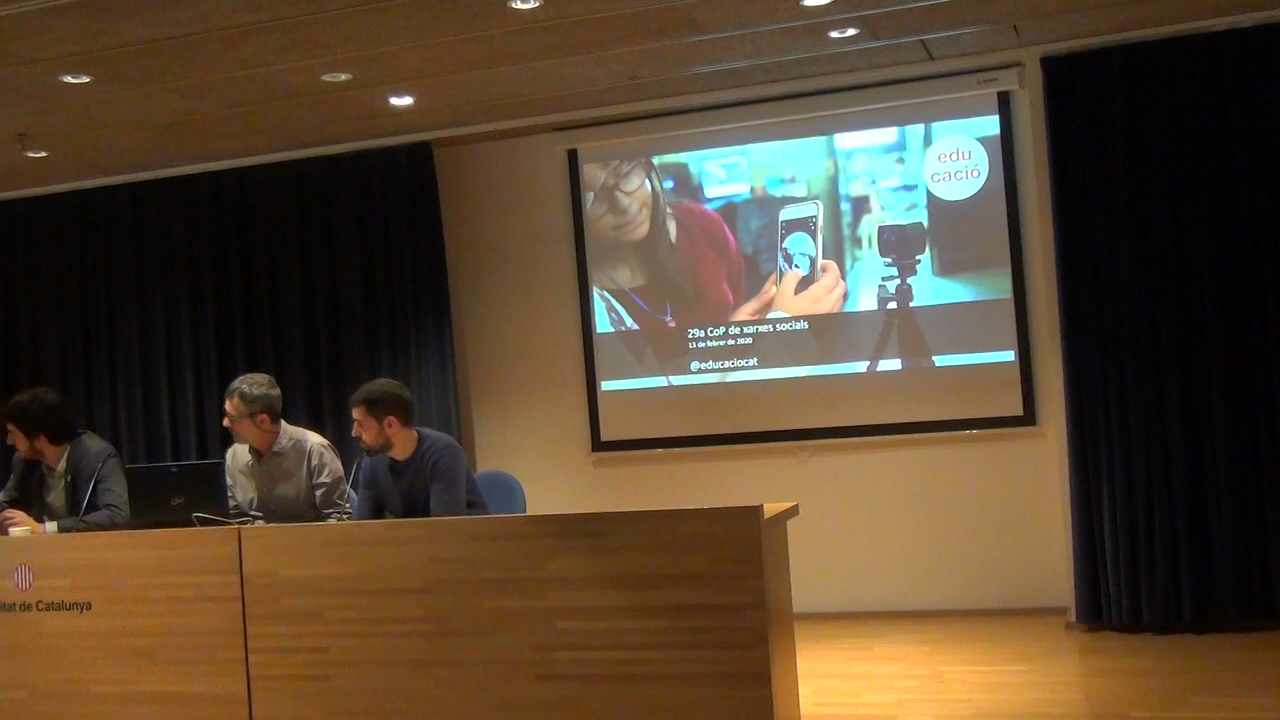 edu
cació
29a CoP de xarxes socials
13 de febrer de 2020
@educaciocat
itat de Catalunya